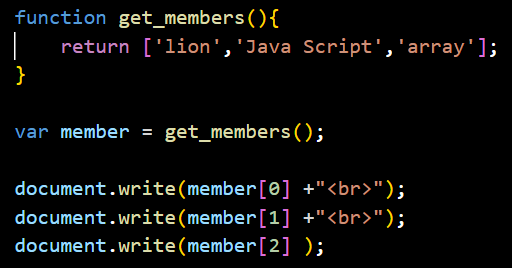 function get_members(){
    return ['lion','Java Script','array'];
}
var member = get_members();
document.write(member[0] +"<br>");
document.write(member[1] +"<br>");
document.write(member[2] );